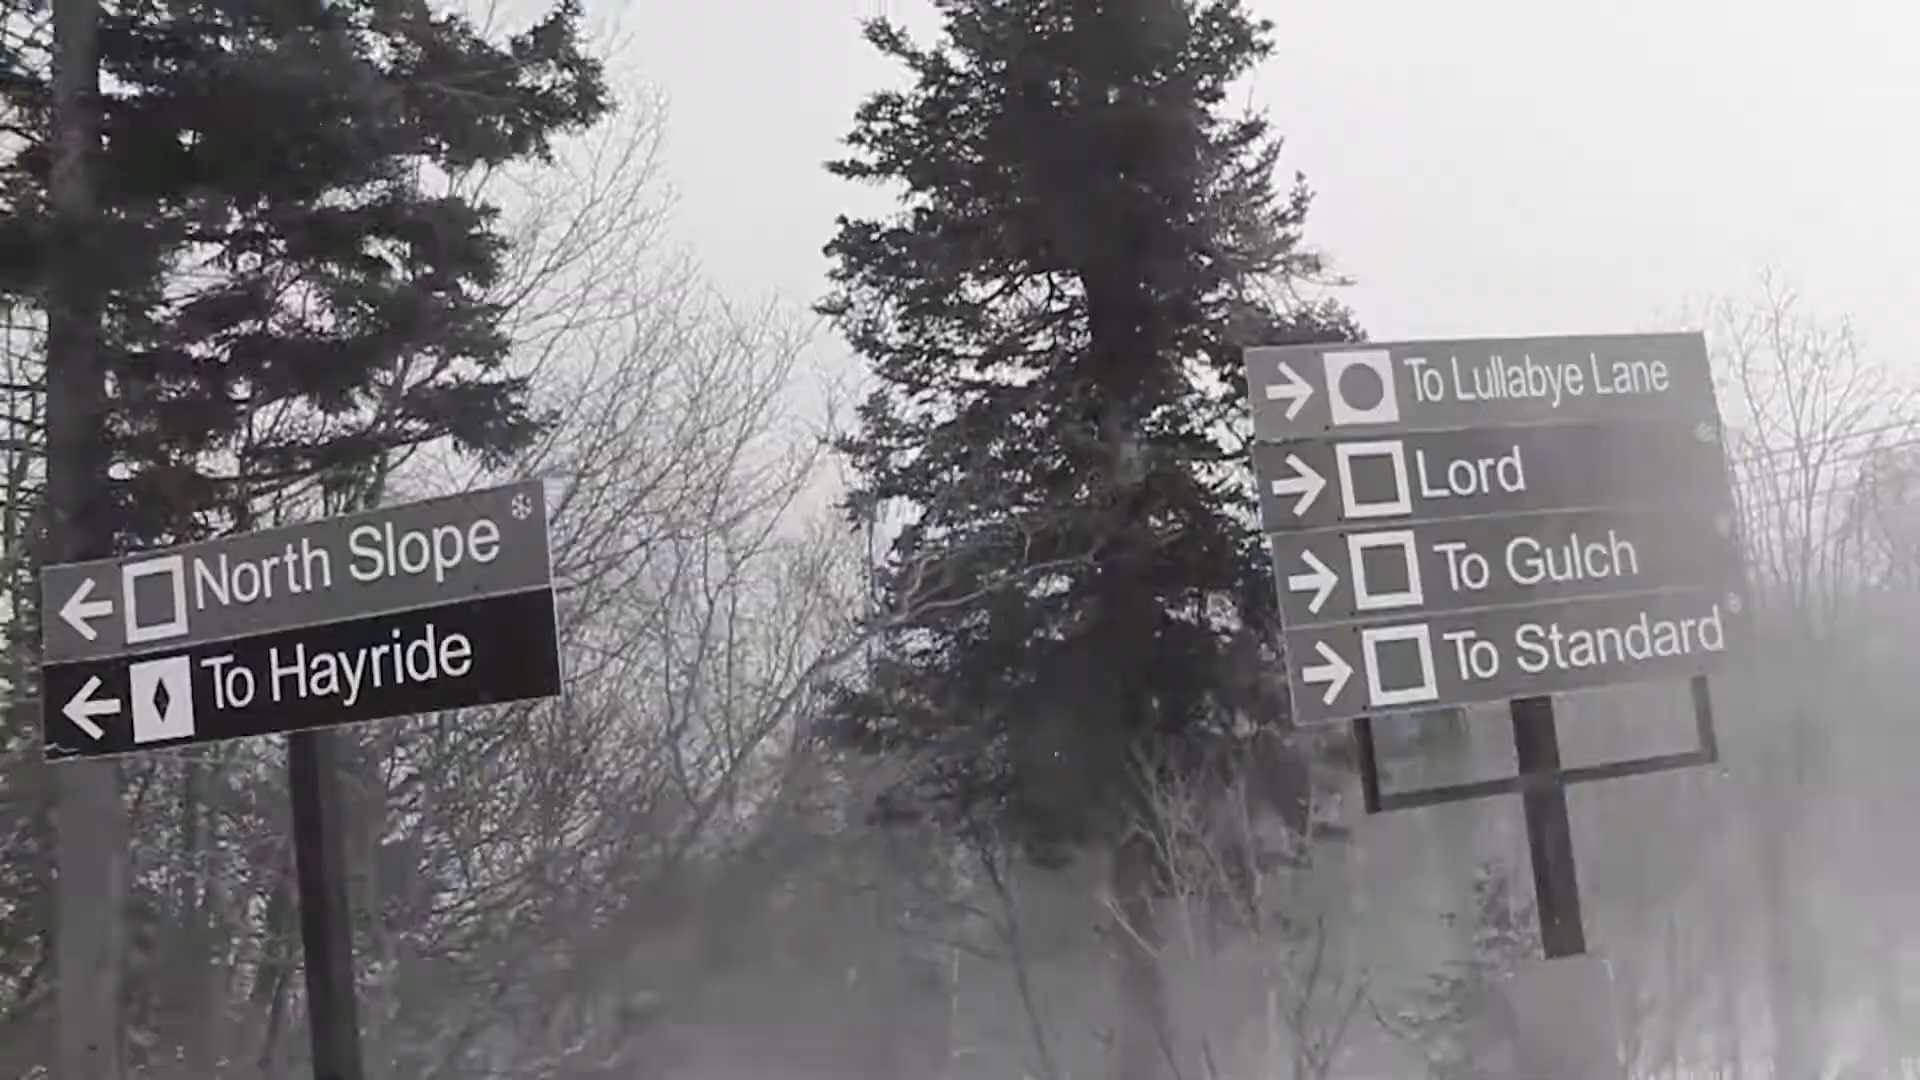 North Slope
To Hayride
To Lullabye Lane
Lord
To Gulch
To Standard